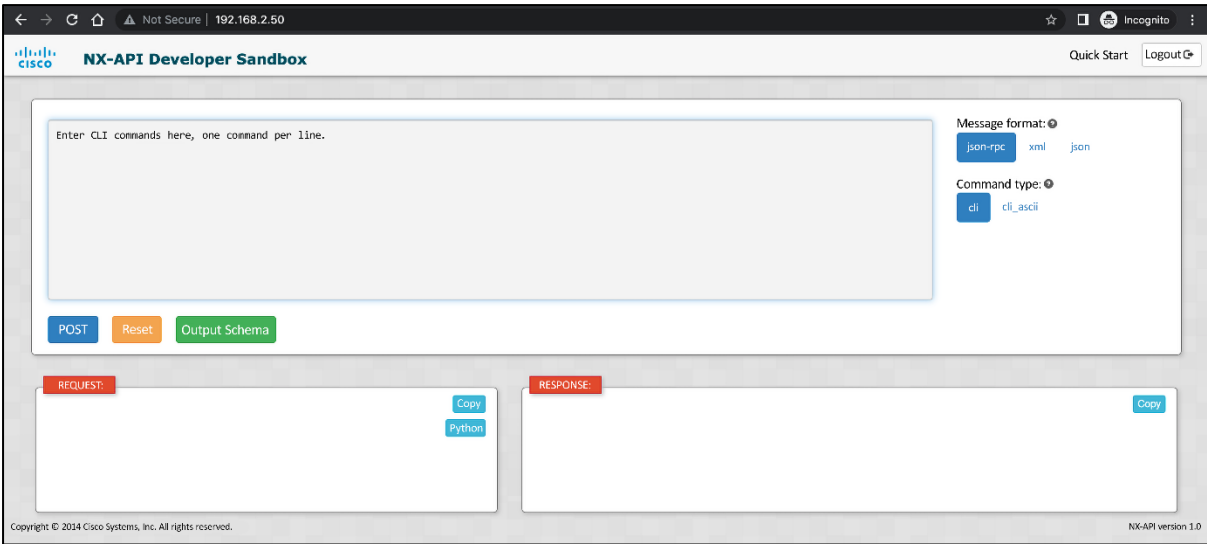 Not Secure | 192.168.2.50
Incognito
CISCO
NX-API Developer Sandbox
Quick Start
Logout
Enter CLI commands here, one command per line.
Message format:
json-rpc xml json
Command type:
cli cli_ascii
POST Reset Output Schema
REQUEST:
Copy
Python
RESPONSE:
Copy
Copyright © 2014 Cisco Systems, Inc. All rights reserved.
NX-API version 1.0